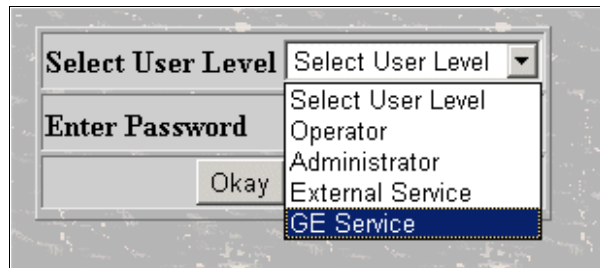 Select User Level Select User Level
Select User Level
Enter Password
Operator
Administrator
Okay
External Service
GE Service